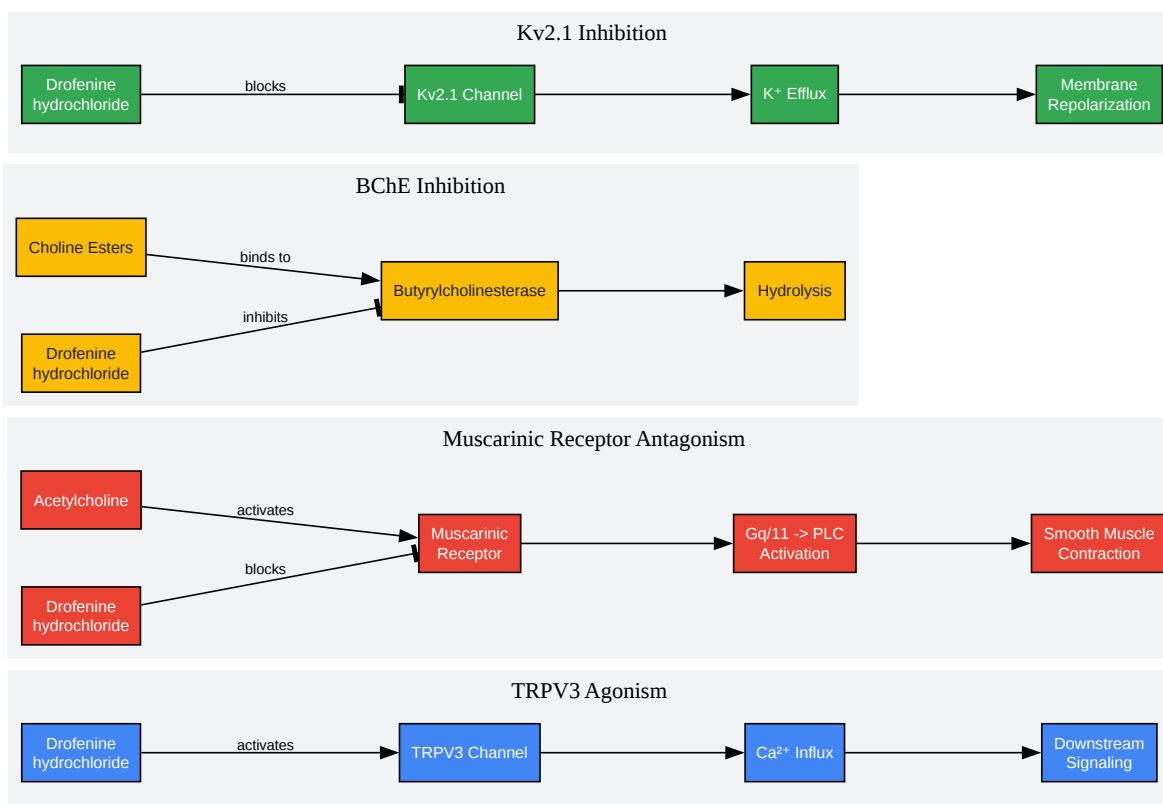 Kv2.1 Inhibition
Drofenine
hydrochloride
blocks
Kv2.1 Channel
K⁺ Efflux
Membrane
Repolarization
BChE Inhibition
Choline Esters
binds to
Butyrylcholinesterase
Hydrolysis
inhibits
Drofenine
hydrochloride
Muscarinic Receptor Antagonism
Acetylcholine
activates
Muscarinic
Receptor
Gq/11 -> PLC
Activation
Smooth Muscle
Contraction
blocks
Drofenine
hydrochloride
TRPV3 Agonism
Drofenine
hydrochloride
activates
TRPV3 Channel
Ca²⁺ Influx
Downstream
Signaling